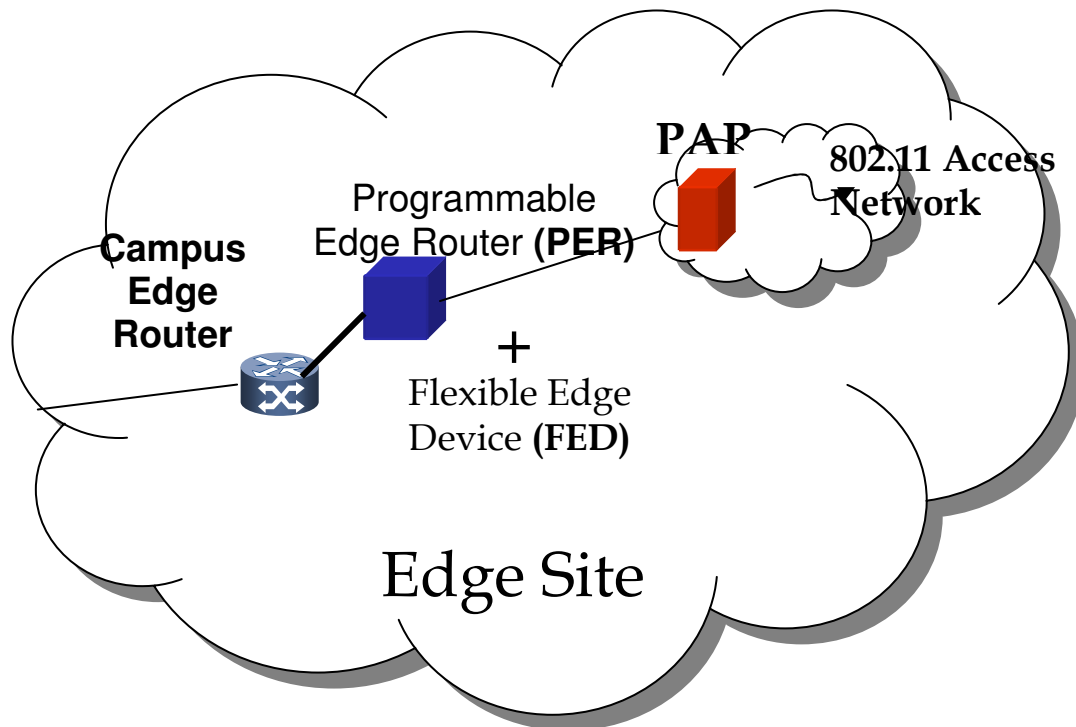 PAP
802.11 Access
Network
Programmable
Edge Router (PER)
Campus
Edge
Router
+
Flexible Edge
Device (FED)
Edge Site